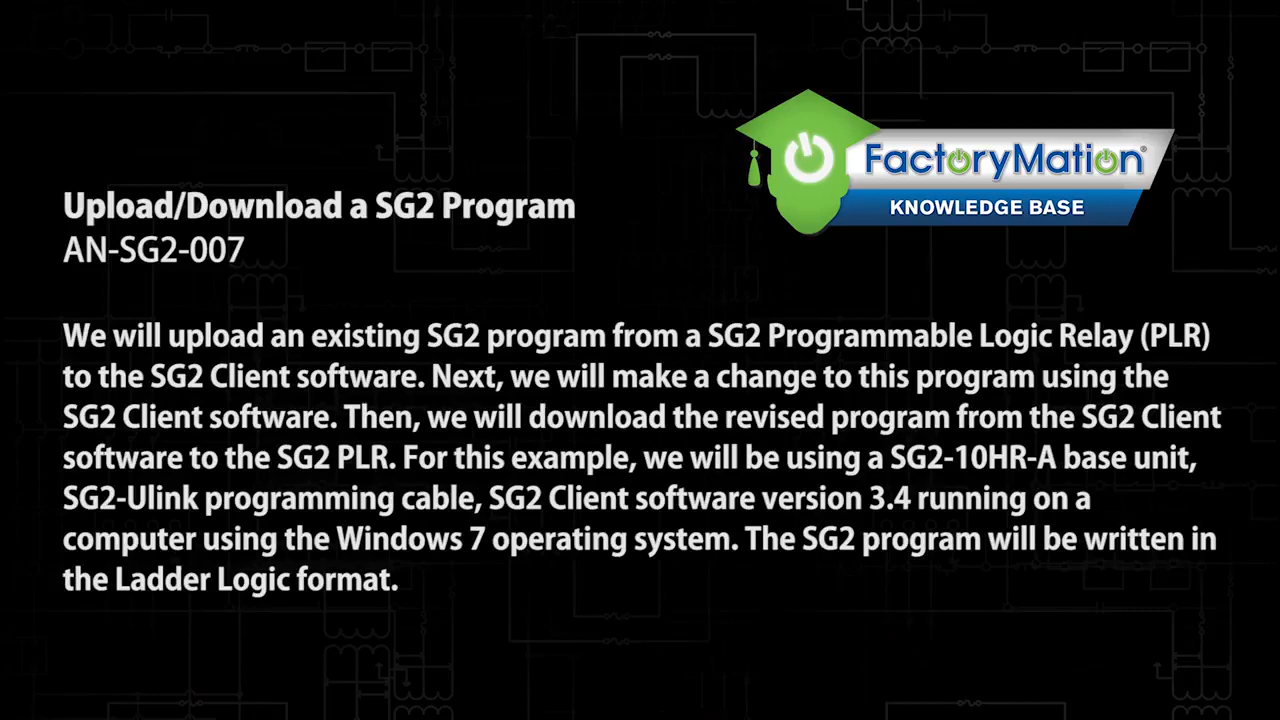 FactoryMation®
KNOWLEDGE BASE
Upload/Download a SG2 Program
AN-SG2-007
We will upload an existing SG2 program from a SG2 Programmable Logic Relay (PLR)
to the SG2 Client software. Next, we will make a change to this program using the
SG2 Client software. Then, we will download the revised program from the SG2 Client
software to the SG2 PLR. For this example, we will be using a SG2-10HR-A base unit,
SG2-Ulink programming cable, SG2 Client software version 3.4 running on a
computer using the Windows 7 operating system. The SG2 program will be written in
the Ladder Logic format.